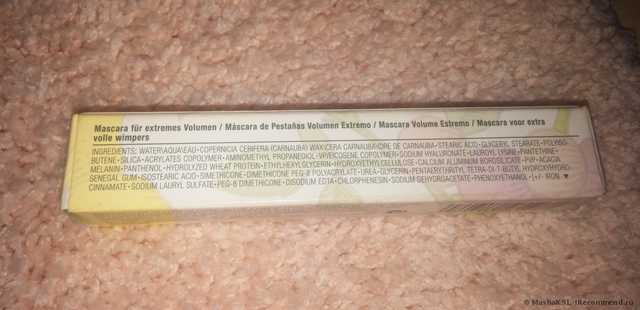 Mascara für extremes Volumen / Máscara de Pestañas Volumen Extremo / Mascara Volume Estremo / Mascara voor extra
volle wimpers
INGREDIENTS: WATER\AQUA\EAU•COPERNICIA CERIFERA (CARNAUBA) WAX\CERA CARNAUBA\CIRE DE CARNAUBA•STEARIC ACID•GLYCERYL STEARATE•POLYISO-
BUTENE•SILICA•ACRYLATES COPOLYMER•AMINOMETHYL PROPANEDIOL•VP/EICOSENE COPOLYMER•SODIUM HYALURONATE•LAUROYL LYSINE•PANTETHINE•
MELANIN•PANTHENOL•HYDROLYZED WHEAT PROTEIN•ETHYLHEXYLGLYCERIN•HYDROXYETHYLCELLULOSE•CALCIUM ALUMINUM BOROSILICATE•PVP•ACACIA
SENEGAL GUM•ISOSTEARIC ACID•SIMETHICONE•DIMETHICONE PEG-8 POLYACRYLATE•UREA•GLYCERIN•PENTAERYTHRITYL TETRA-DI-T-BUTYL HYDROXYHYDRO-
CINNAMATE•SODIUM LAURYL SULFATE•PEG-8 DIMETHICONE•DISODIUM EDTA•CHLORPHENESIN•SODIUM DEHYDROACETATE•PHENOXYETHANOL•[+/- IRON ▼
© MashaKSL iRecommend.ru